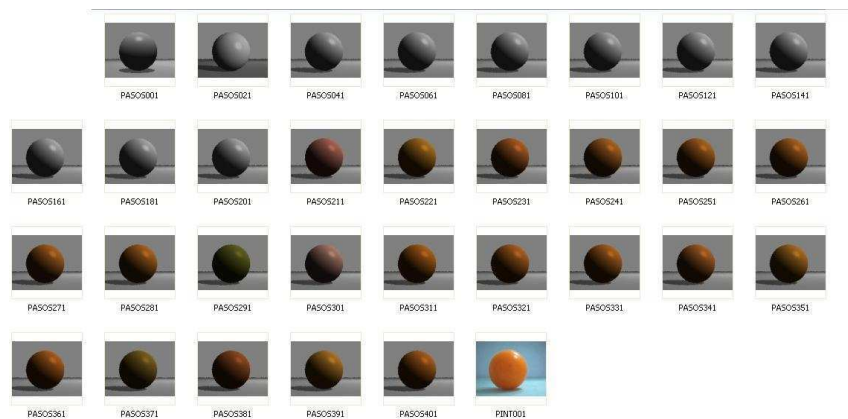 PASOS001 PASOS021 PASOS041 PASOS061 PASOS081 PASOS101 PASOS121 PASOS141
PASOS161 PASOS181 PASOS201 PASOS211 PASOS221 PASOS231 PASOS241 PASOS251 PASOS261
PASOS271 PASOS281 PASOS291 PASOS301 PASOS311 PASOS321 PASOS331 PASOS341 PASOS351
PASOS361 PASOS371 PASOS381 PASOS391 PASOS401 PINT001